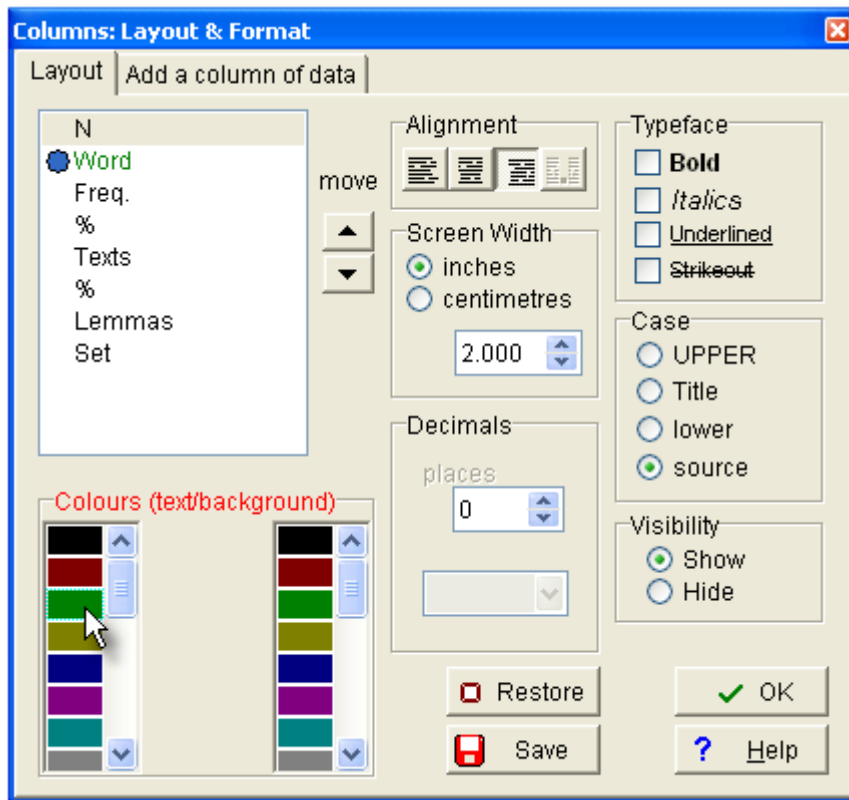 Columns: Layout & Format
Layout
Add a column of data
N
Word
Freq.
%
Texts
%
Lemmas
Set
move
Alignment
Screen Width
inches
centimetres
2.000
Decimals
places
0
Typeface
Bold
Italics
Underlined
Strikeout
Case
UPPER
Title
lower
source
Visibility
Show
Hide
Colours (text/background)
Restore
OK
Save
? Help